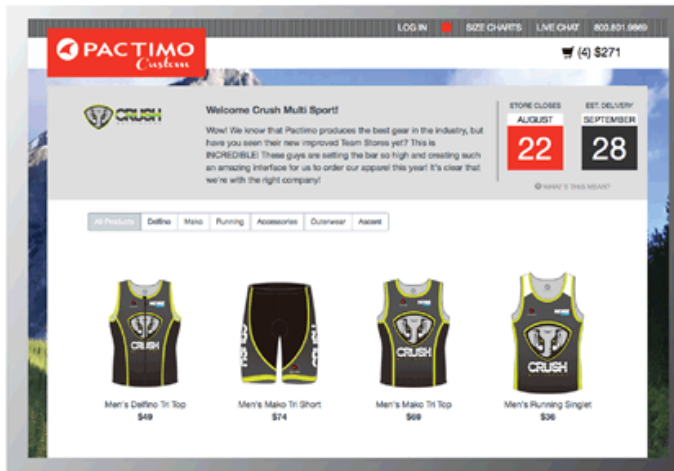 LOG IN SIZE CHARTS LIVE CHAT 800.801.9969
PACTIMO
Custom
(4) $271
CRUSH
Welcome Crush Multi Sport!
Wow! We know that Pactimo produces the best gear in the industry, but
have you seen their new improved Team Stores yet? This is
INCREDIBLE! These guys are setting the bar so high and creating such
an amazing interface for us to order our apparel this year! It's clear that
we're with the right company!
STORE CLOSES
AUGUST
22
EST. DELIVERY
SEPTEMBER
28
WHAT'S THIS MEAN?
All Products Delfino Mako Running Accessories Outerwear Ascent
CRUSH
CRUSH
CRUSH
CRUSH
CRUSH
Men's Delfino Tri Top
$49
Men's Mako Tri Short
$74
Men's Mako Tri Top
$69
Men's Running Singlet
$36